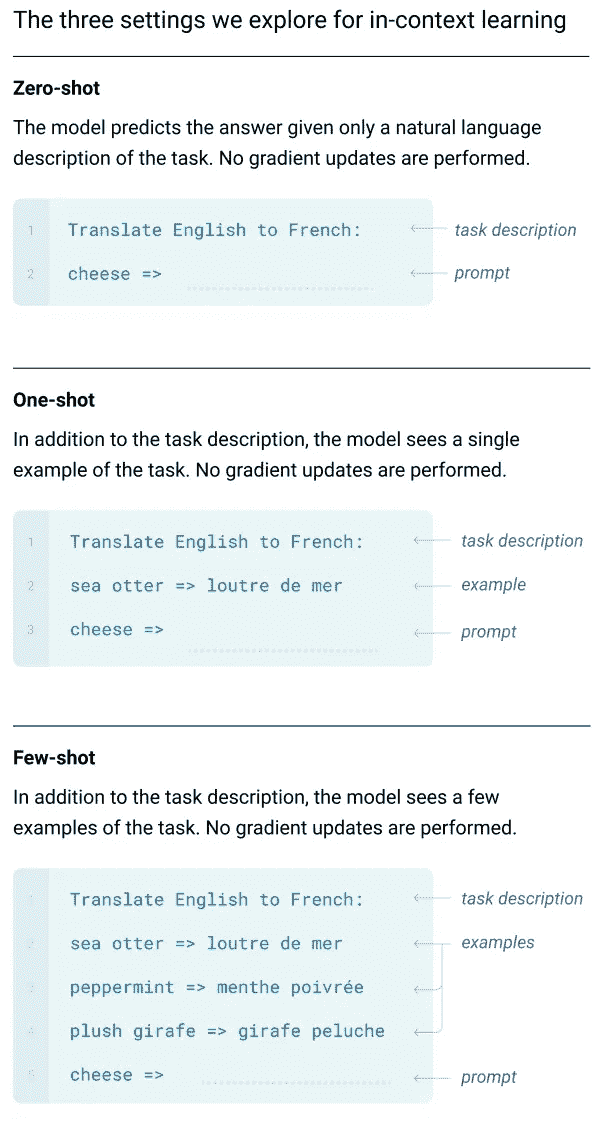 The three settings we explore for in-context learning
Zero-shot
The model predicts the answer given only a natural language
description of the task. No gradient updates are performed.
1 Translate English to French: task description
2 cheese => prompt
One-shot
In addition to the task description, the model sees a single
example of the task. No gradient updates are performed.
1 Translate English to French: task description
2 sea otter => loutre de mer example
3 cheese => prompt
Few-shot
In addition to the task description, the model sees a few
examples of the task. No gradient updates are performed.
1 Translate English to French: task description
2 sea otter => loutre de mer examples
3 peppermint => menthe poivrée
4 plush girafe => girafe peluche
5 cheese => prompt